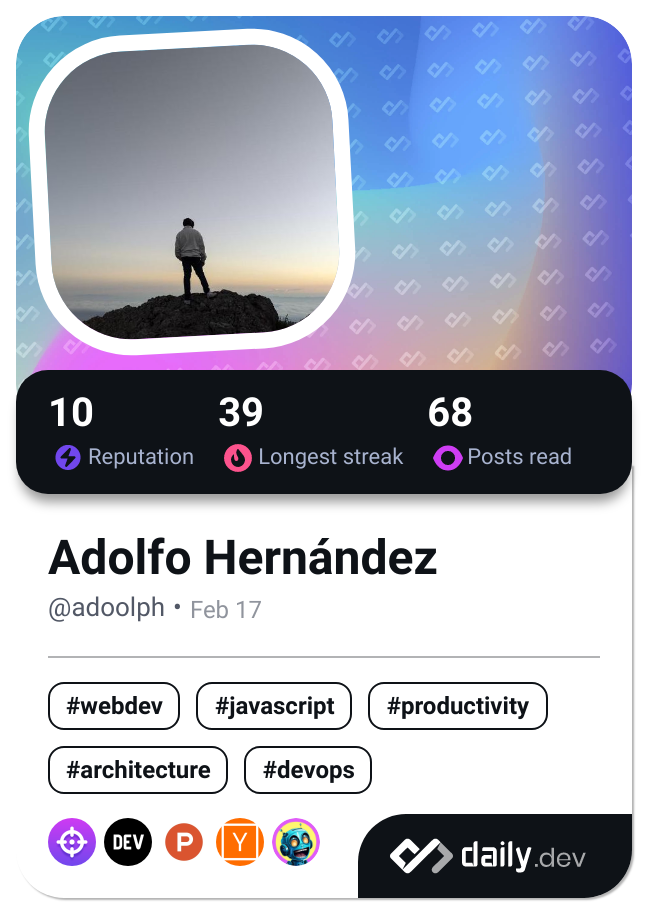 10 39 68
Reputation Longest streak Posts read
Adolfo Hernández
@adoolph • Feb 17
#webdev #javascript #productivity
#architecture #devops
DEV P Y
daily.dev